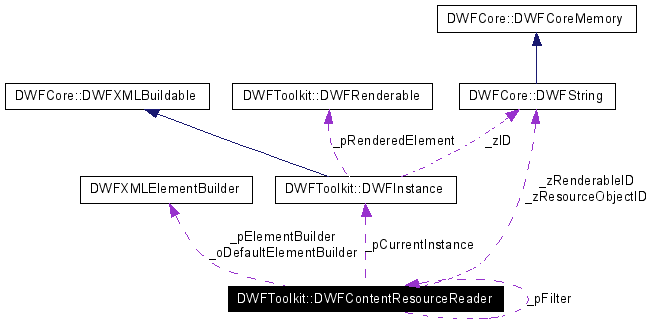 DWFCore::DWFCoreMemory
DWFCore::DWFXMLBuildable
DWFToolkit::DWFRenderable
DWFCore::DWFString
_pRenderedElement
_zID
DWFXMLElementBuilder
DWFToolkit::DWFInstance
_zRenderableID
_zResourceObjectID
_pElementBuilder
_oDefaultElementBuilder
_pCurrentInstance
DWFToolkit::DWFContentResourceReader
_pFilter